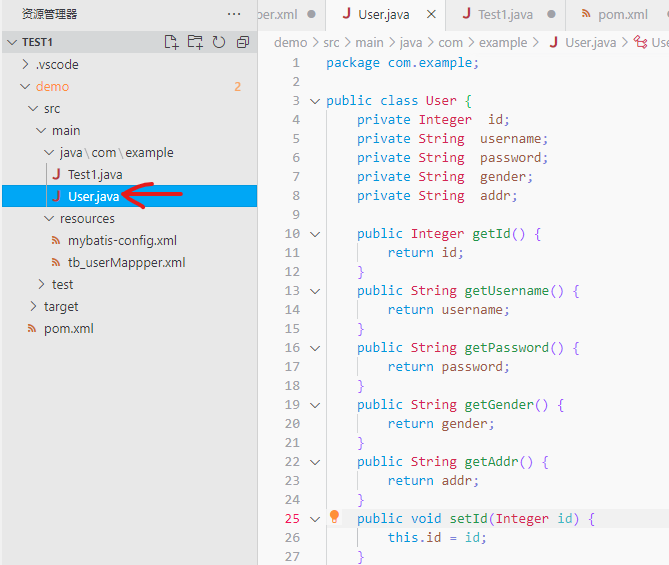 资源管理器
TEST1
.vscode
demo 2
src
main
java\com\example
Test1.java
User.java
resources
mybatis-config.xml
tb_userMappper.xml
test
target
pom.xml
per.xml User.java Test1.java pom.xml
demo > src > main > java > com > example > User.java > Use
1 package com.example;
2
3 public class User {
4 private Integer  id;
5 private String  username;
6 private String  password;
7 private String  gender;
8 private String  addr;
9
10 public Integer getId() {
11 return id;
12 }
13 public String getUsername() {
14 return username;
15 }
16 public String getPassword() {
17 return password;
18 }
19 public String getGender() {
20 return gender;
21 }
22 public String getAddr() {
23 return addr;
24 }
25 public void setId(Integer id) {
26 this.id = id;
27 }